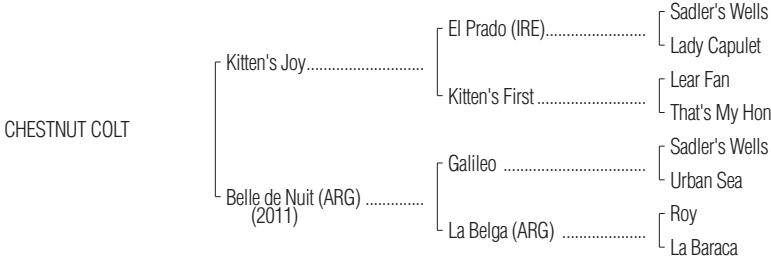 Sadler's Wells
El Prado (IRE)........................
Lady Capulet
Kitten's Joy............................
Lear Fan
Kitten's First ..........................
That's My Hon
CHESTNUT COLT
Sadler's Wells
Galileo ..................................
Urban Sea
Belle de Nuit (ARG) ..............
(2011)
Roy
La Belga (ARG) ....................
La Baraca